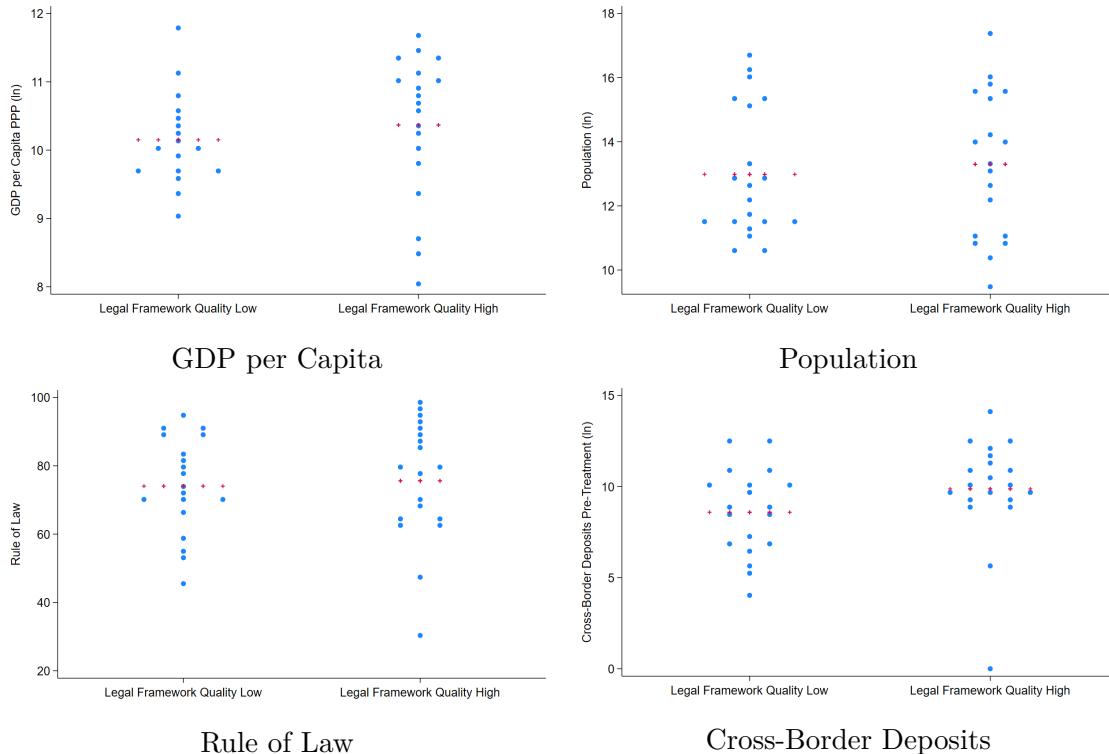 12
11
10
9
8
GDP per Capita PPP (ln)
Legal Framework Quality Low
Legal Framework Quality High
GDP per Capita
18
16
14
12
10
Population (ln)
Legal Framework Quality Low
Legal Framework Quality High
Population
100
80
60
40
20
Rule of Law
Legal Framework Quality Low
Legal Framework Quality High
Rule of Law
15
10
5
0
Cross-Border Deposits Pre-Treatment (ln)
Legal Framework Quality Low
Legal Framework Quality High
Cross-Border Deposits